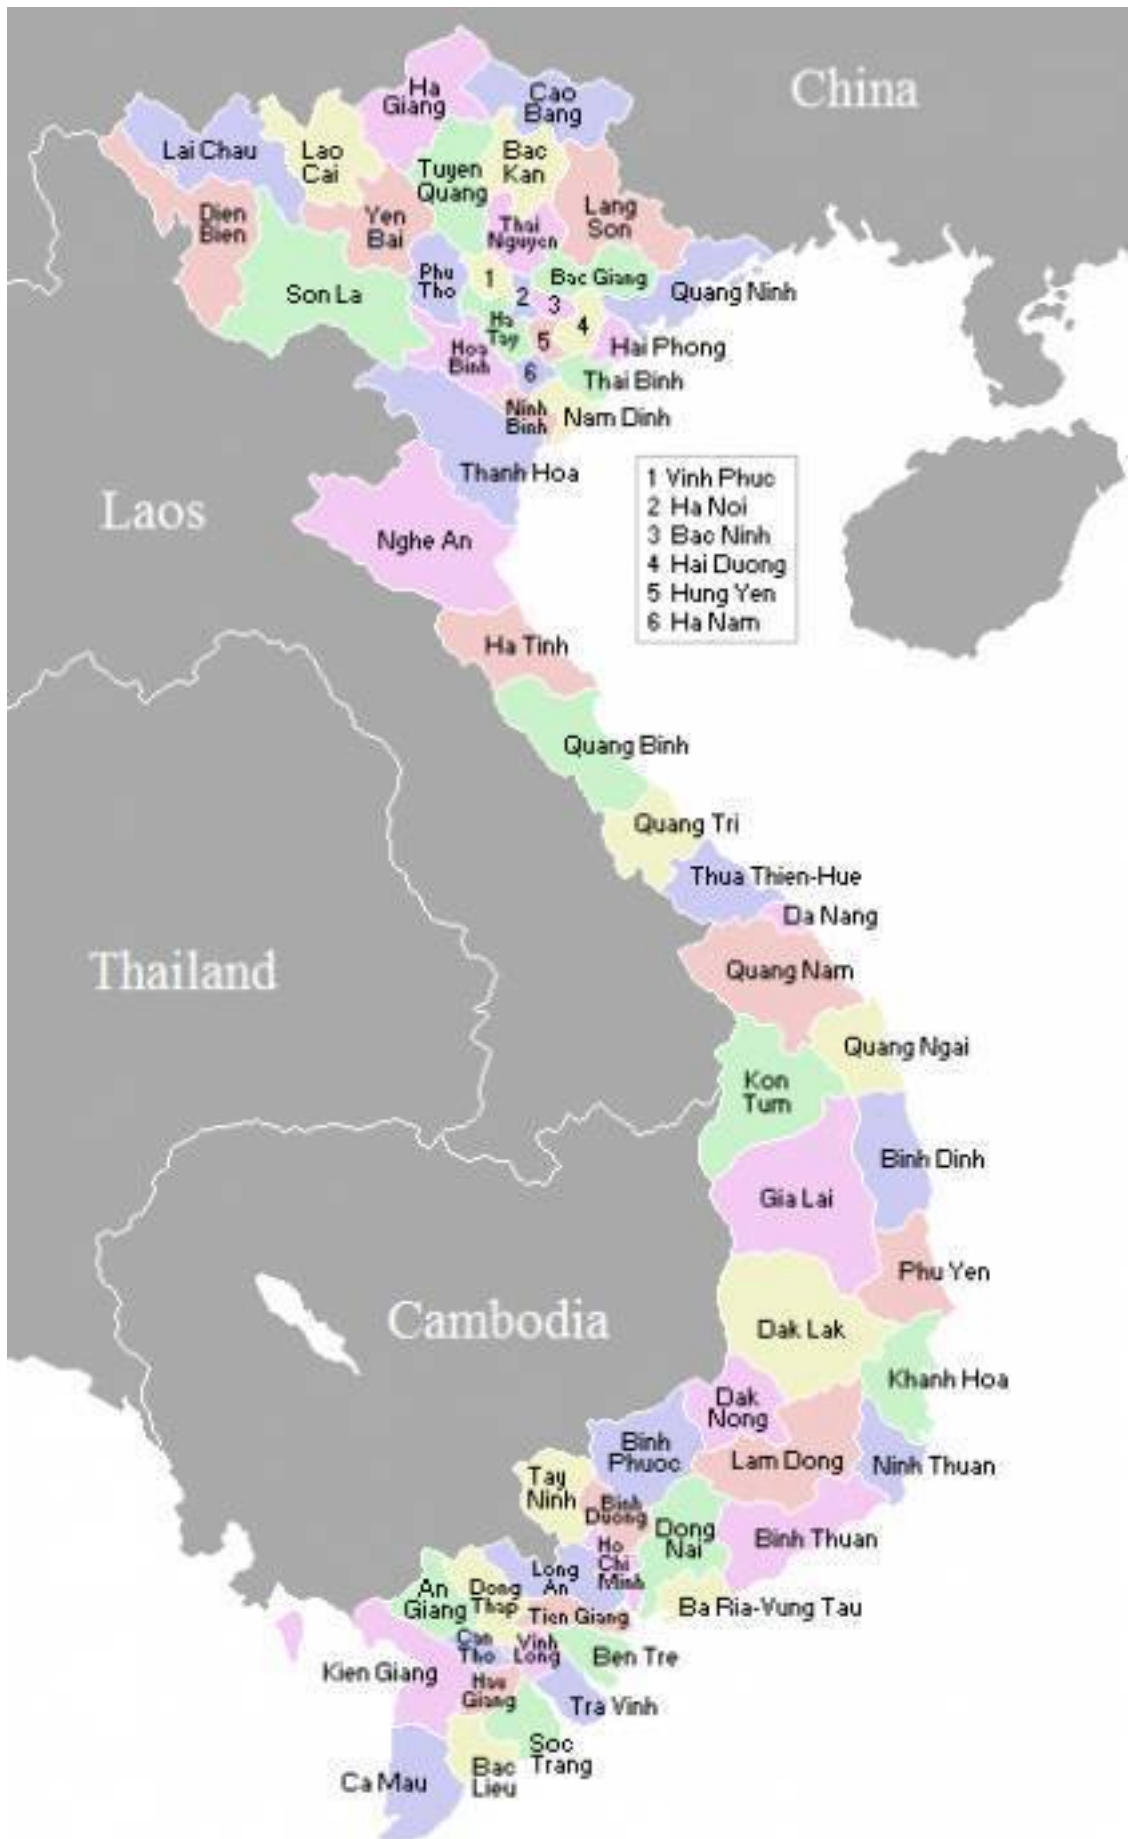 China
Ha
Giang
Cao
Bang
Lai Chau
Lao
Cai
Tuyen
Quang
Bac
Kan
Dien
Bien
Yen
Bai
Thai
Nguyen
Lang
Son
Son La
Phu
Tho
1
2
3
4
5
6
Bac Giang
Quang Ninh
Ha
Tay
Hoa
Binh
Hai Phong
Thai Binh
Ninh
Binh
Nam Dinh
Thanh Hoa
1 Vinh Phuc
2 Ha Noi
3 Bac Ninh
4 Hai Duong
5 Hung Yen
6 Ha Nam
Laos
Nghe An
Ha Tinh
Quang Binh
Quang Tri
Thua Thien-Hue
Da Nang
Thailand
Quang Nam
Quang Ngai
Kon
Tum
Binh Dinh
Gia Lai
Phu Yen
Cambodia
Dak Lak
Khanh Hoa
Dak
Nong
Binh
Phuoc
Lam Dong
Ninh Thuan
Tay
Ninh
Binh
Duong
Dong
Nai
Binh Thuan
Ho
Chi
Minh
Long
An
An
Giang
Dong
Thap
Tien Giang
Ba Ria-Vung Tau
Can
Tho
Vinh
Long
Ben Tre
Kien Giang
Hau
Giang
Tra Vinh
Soc
Trang
Bac
Lieu
Ca Mau